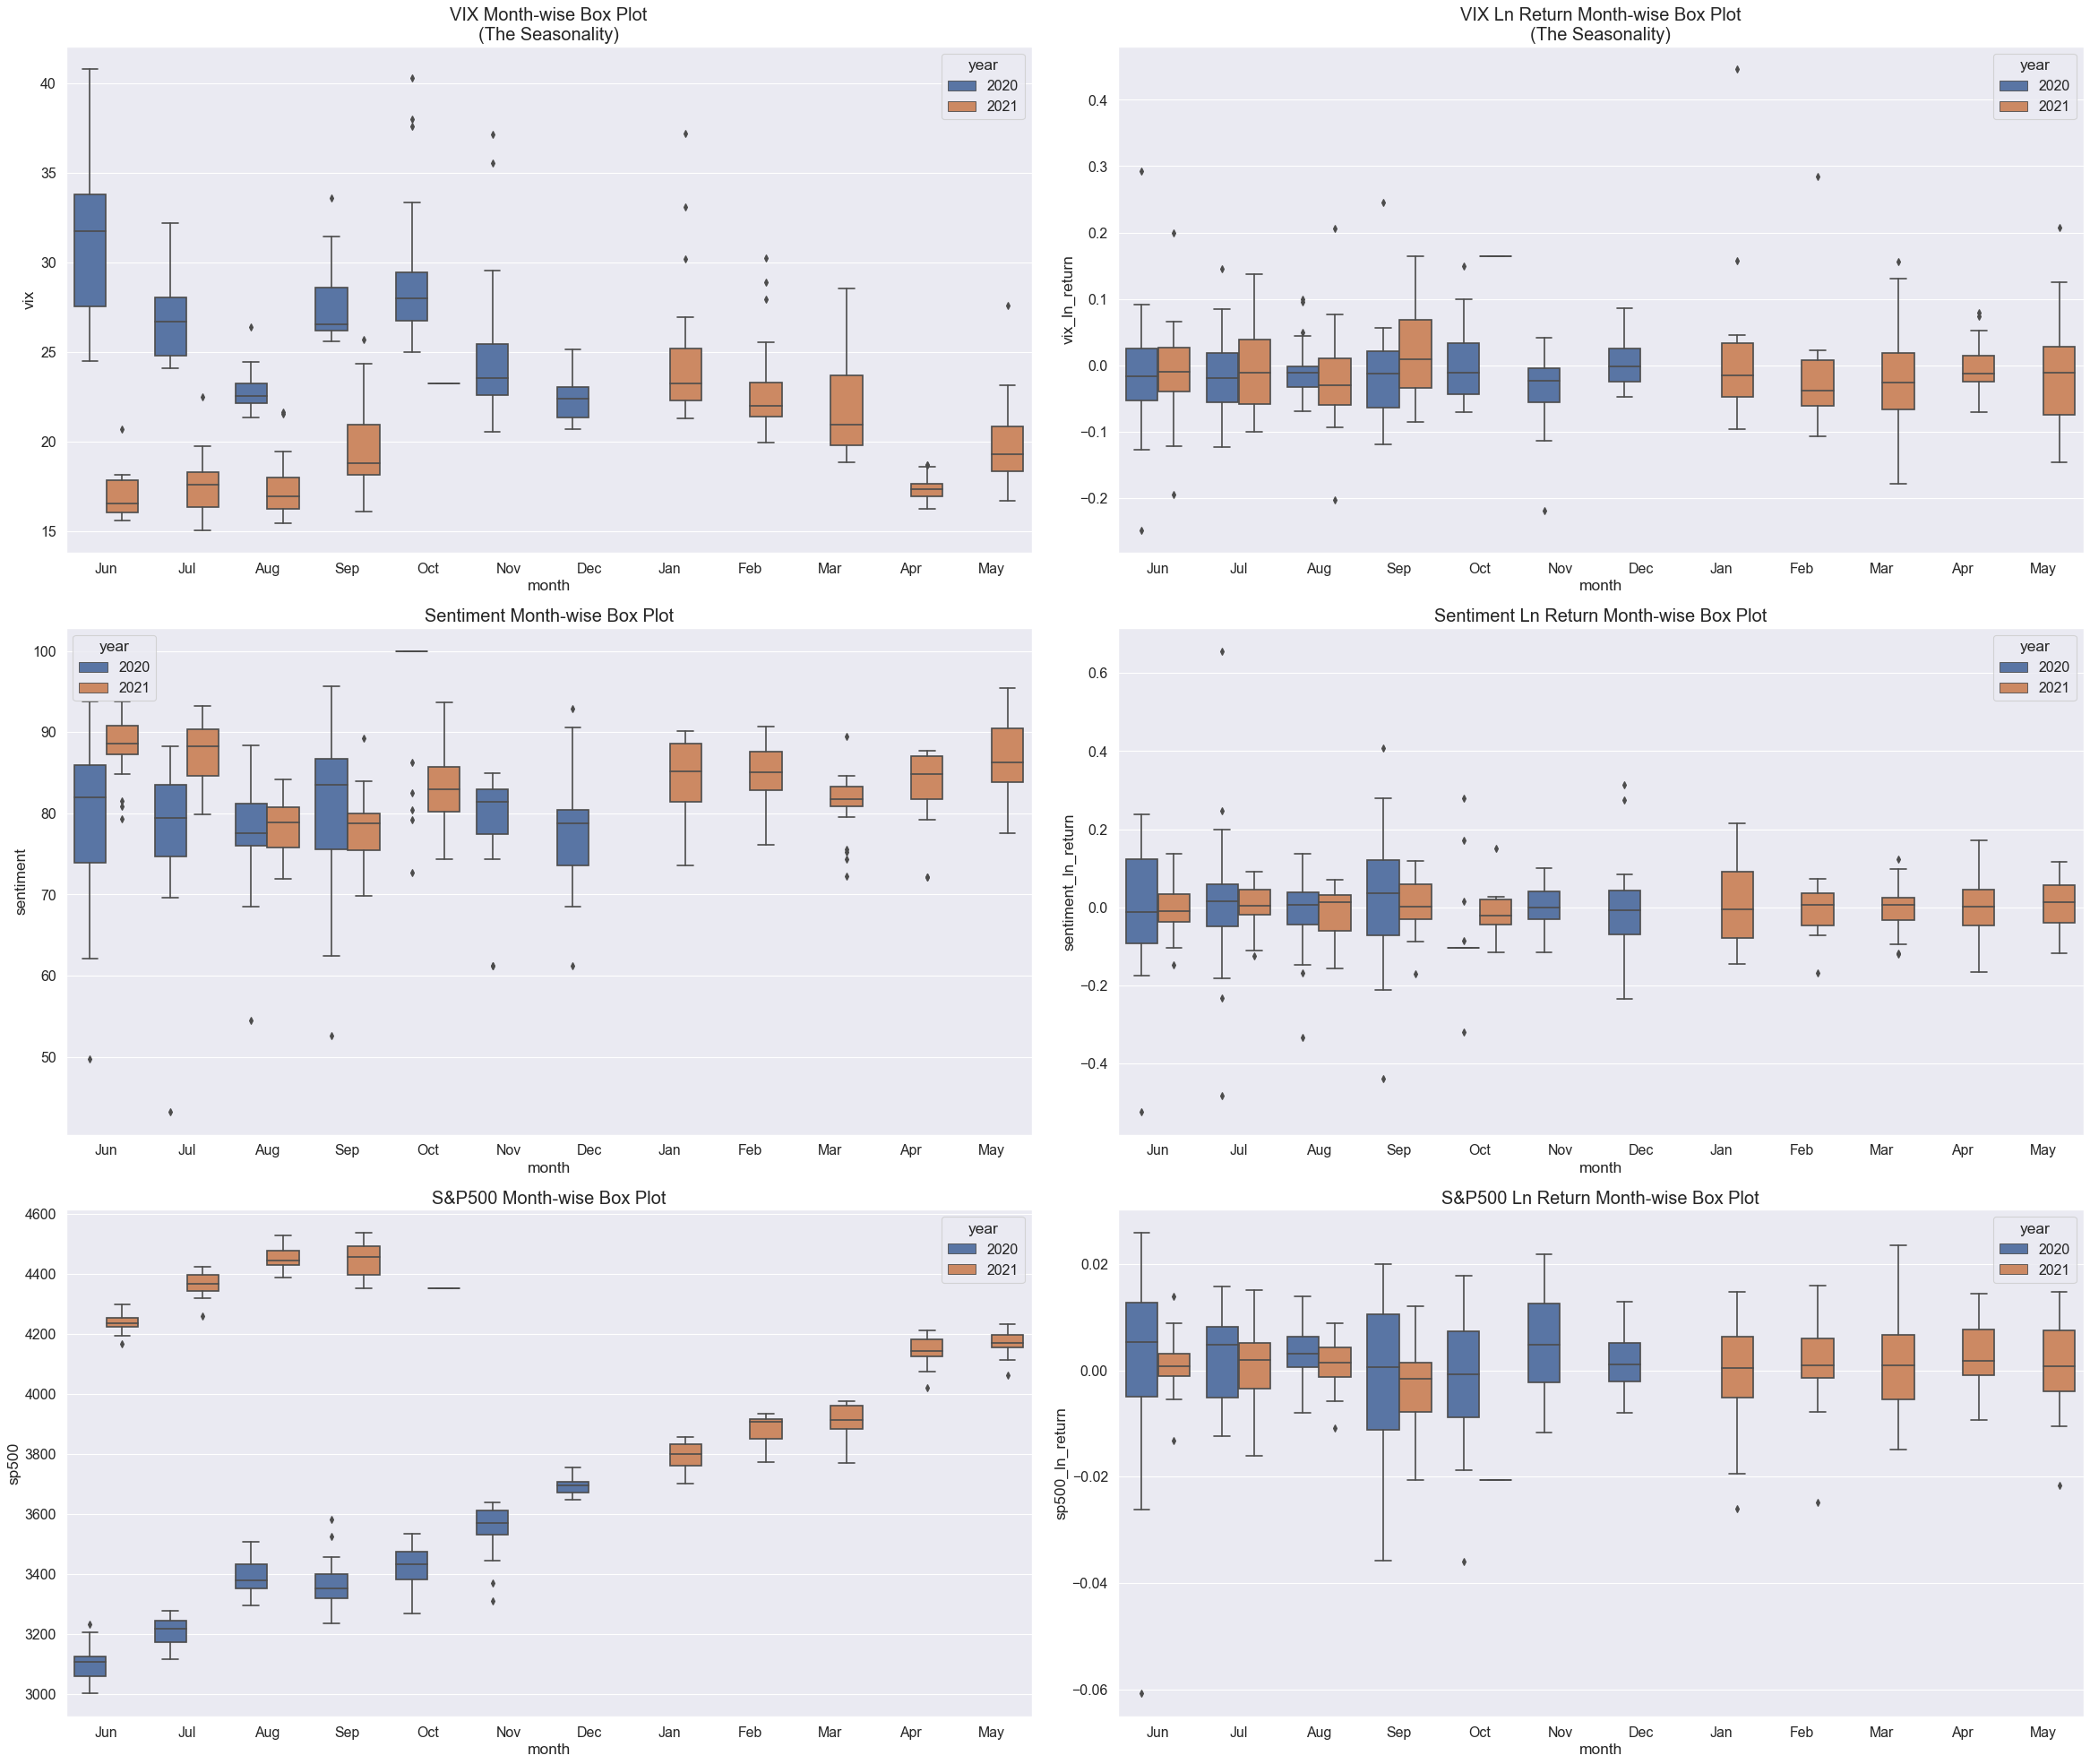 VIX Month-wise Box Plot
(The Seasonality)
year
2020
2021
40
35
30
25
20
15
vix
Jun Jul Aug Sep Oct Nov Dec Jan Feb Mar Apr May
month
VIX Ln Return Month-wise Box Plot
(The Seasonality)
year
2020
2021
0.4
0.3
0.2
0.1
0.0
−0.1
−0.2
vix_ln_return
Jun Jul Aug Sep Oct Nov Dec Jan Feb Mar Apr May
month
Sentiment Month-wise Box Plot
year
2020
2021
100
90
80
70
60
50
sentiment
Jun Jul Aug Sep Oct Nov Dec Jan Feb Mar Apr May
month
Sentiment Ln Return Month-wise Box Plot
year
2020
2021
0.6
0.4
0.2
0.0
−0.2
−0.4
sentiment_ln_return
Jun Jul Aug Sep Oct Nov Dec Jan Feb Mar Apr May
month
S&P500 Month-wise Box Plot
year
2020
2021
4600
4400
4200
4000
3800
3600
3400
3200
3000
sp500
Jun Jul Aug Sep Oct Nov Dec Jan Feb Mar Apr May
month
S&P500 Ln Return Month-wise Box Plot
year
2020
2021
0.02
0.00
−0.02
−0.04
−0.06
sp500_ln_return
Jun Jul Aug Sep Oct Nov Dec Jan Feb Mar Apr May
month